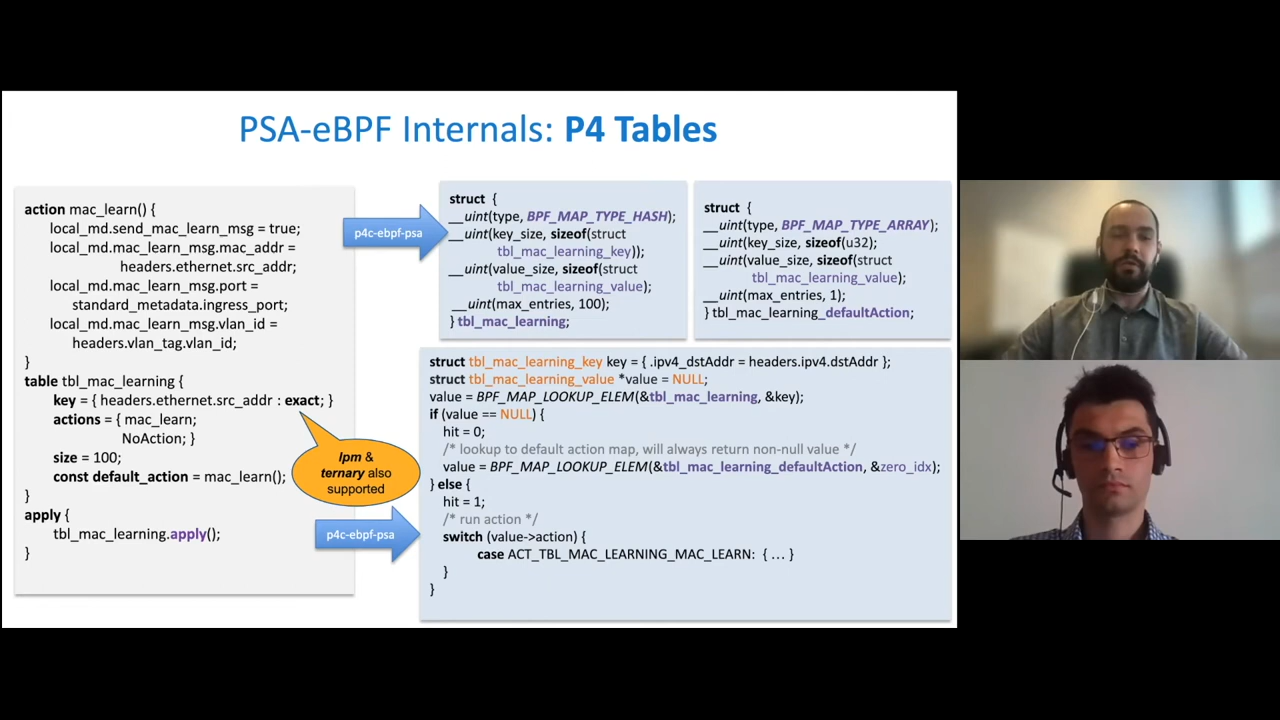 PSA-eBPF Internals: P4 Tables
action mac_learn() {
local_md.send_mac_learn_msg = true;
local_md.mac_learn_msg.mac_addr =
headers.ethernet.src_addr;
local_md.mac_learn_msg.port =
standard_metadata.ingress_port;
local_md.mac_learn_msg.vlan_id =
headers.vlan_tag.vlan_id;
}
table tbl_mac_learning {
key = { headers.ethernet.src_addr : exact; }
actions = { mac_learn;
NoAction; }
size = 100;
const default_action = mac_learn();
}
apply {
tbl_mac_learning.apply();
}
lpm &
ternary also
supported
p4c-ebpf-psa
p4c-ebpf-psa
struct {
__uint(type, BPF_MAP_TYPE_HASH);
__uint(key_size, sizeof(struct
tbl_mac_learning_key));
__uint(value_size, sizeof(struct
tbl_mac_learning_value);
__uint(max_entries, 100);
} tbl_mac_learning;
struct {
__uint(type, BPF_MAP_TYPE_ARRAY);
__uint(key_size, sizeof(u32);
__uint(value_size, sizeof(struct
tbl_mac_learning_value);
__uint(max_entries, 1);
} tbl_mac_learning_defaultAction;
struct tbl_mac_learning_key key = { .ipv4_dstAddr = headers.ipv4.dstAddr };
struct tbl_mac_learning_value *value = NULL;
value = BPF_MAP_LOOKUP_ELEM(&tbl_mac_learning, &key);
if (value == NULL) {
hit = 0;
/* lookup to default action map, will always return non-null value */
value = BPF_MAP_LOOKUP_ELEM(&tbl_mac_learning_defaultAction, &zero_idx);
} else {
hit = 1;
/* run action */
switch (value->action) {
case ACT_TBL_MAC_LEARNING_MAC_LEARN: { ... }
}
}